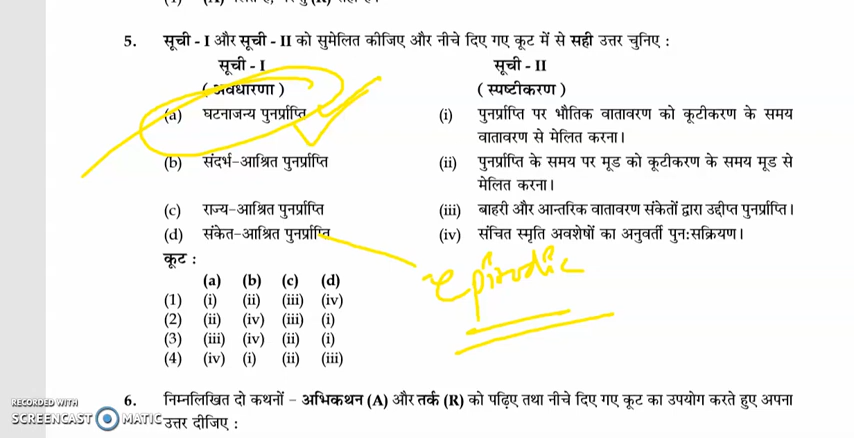 5. सूची - I और सूची - II को सुमेलित कीजिए और नीचे दिए गए कूट में से सही उत्तर चुनिए :
सूची - I सूची - II
( अवधारणा ) ( स्पष्टीकरण )
(a) घटनाजन्य पुनर्प्राप्ति (i) पुनर्प्राप्ति पर भौतिक वातावरण को कूटीकरण के समय
वातावरण से मेलित करना।
(b) संदर्भ-आश्रित पुनर्प्राप्ति (ii) पुनर्प्राप्ति के समय पर मूड को कूटीकरण के समय मूड से
मेलित करना।
(c) राज्य-आश्रित पुनर्प्राप्ति (iii) बाहरी और आन्तरिक वातावरण संकेतों द्वारा उद्दीप्त पुनर्प्राप्ति।
(d) संकेत-आश्रित पुनर्प्राप्ति (iv) संचित स्मृति अवशेषों का अनुवर्ती पुन:सक्रियण।
कूट :
episodic
(a) (b) (c) (d)
(1) (i) (ii) (iii) (iv)
(2) (ii) (iv) (iii) (i)
(3) (iii) (iv) (ii) (i)
(4) (iv) (i) (ii) (iii)
6. निम्नलिखित दो कथनों - अभिकथन (A) और तर्क (R) को पढ़िए तथा नीचे दिए गए कूट का उपयोग करते हुए अपना
उत्तर दीजिए :
RECORDED WITH
SCREENCAST MATIC